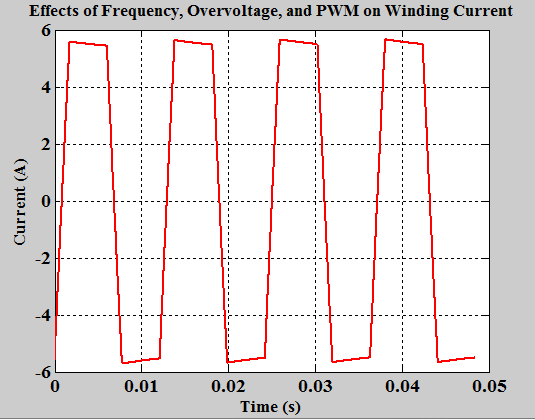 Effects of Frequency, Overvoltage, and PWM on Winding Current
6
4
2
0
-2
-4
-6
Current (A)
0 0.01 0.02 0.03 0.04 0.05
Time (s)